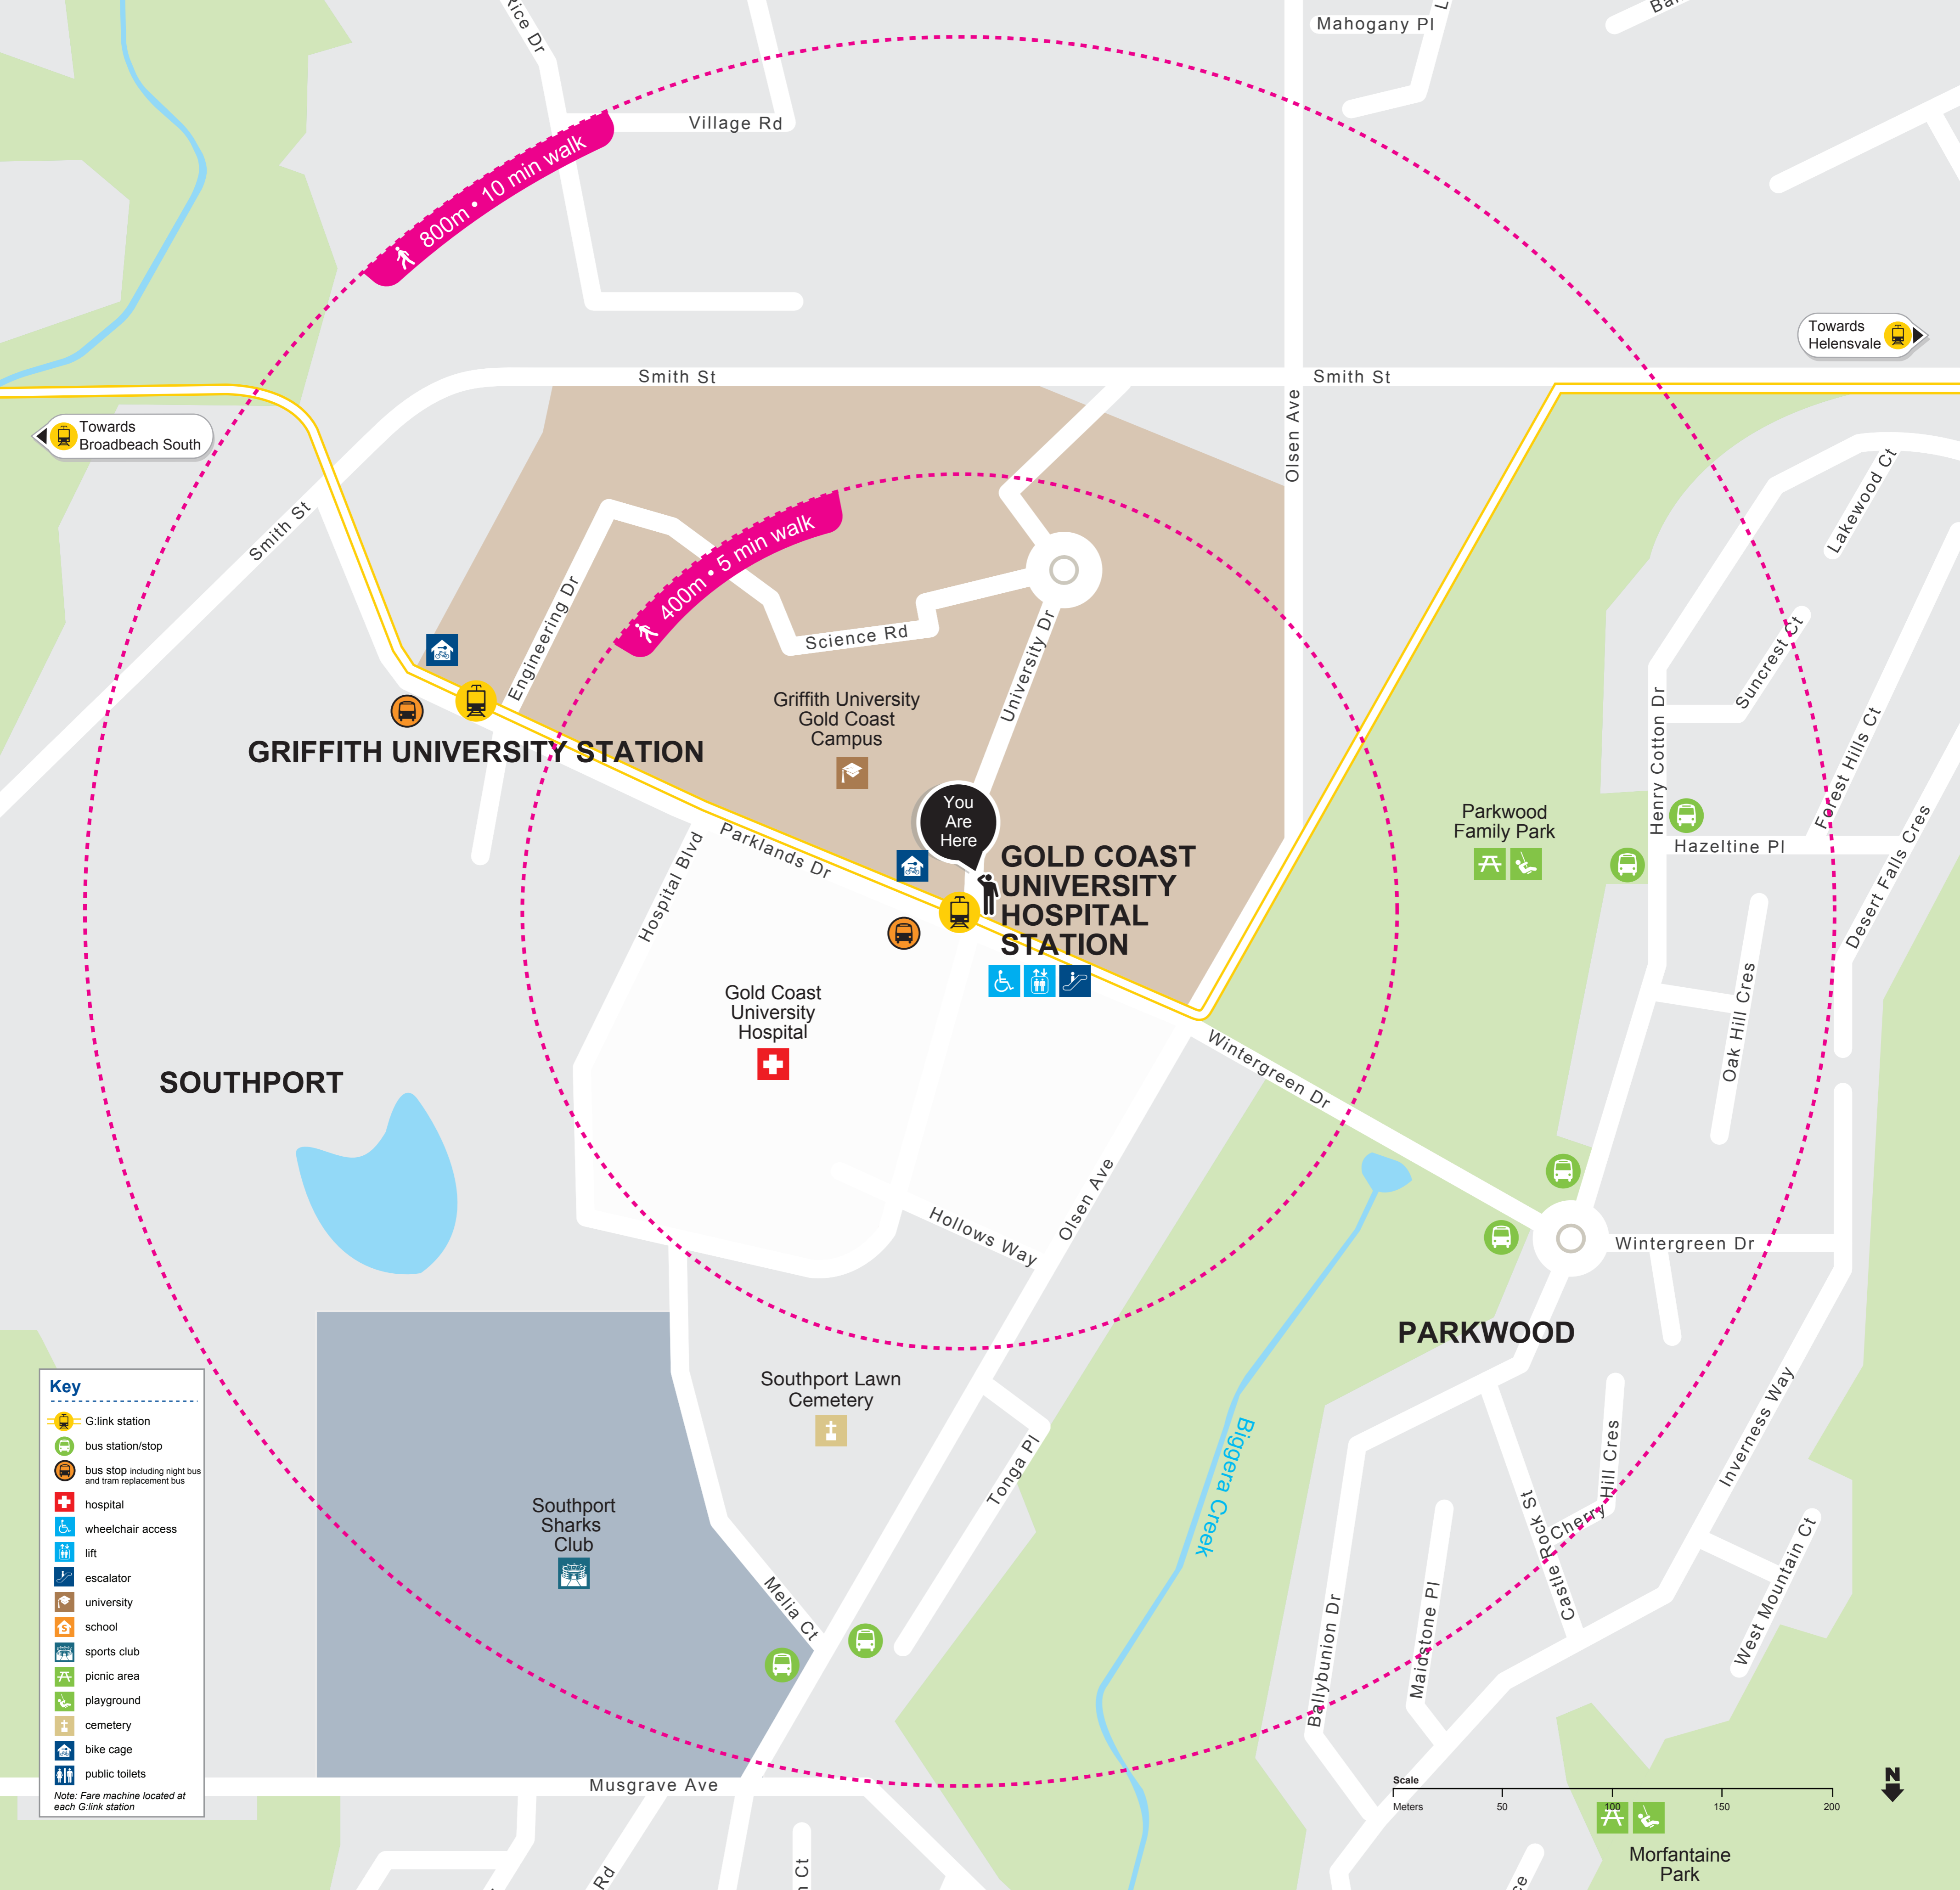 Rice Dr
Mahogany Pl
Village Rd
800m • 10 min walk
Towards
Helensvale
Smith St
Smith St
Olsen Ave
Towards
Broadbeach South
Lakewood Ct
Smith St
400m • 5 min walk
Engineering Dr
Science Rd
University Dr
Suncrest Ct
Griffith University
Gold Coast
Campus
Henry Cotton Dr
Forest Hills Ct
GRIFFITH UNIVERSITY STATION
You
Are
Here
Parkwood
Family Park
Hazeltine Pl
Desert Falls Cres
Parklands Dr
Hospital Blvd
GOLD COAST
UNIVERSITY
HOSPITAL
STATION
Gold Coast
University
Hospital
Oak Hill Cres
Wintergreen Dr
SOUTHPORT
Olsen Ave
Hollows Way
Wintergreen Dr
PARKWOOD
Southport Lawn
Cemetery
Tonga Pl
Biggera Creek
Inverness Way
Cherry Hill Cres
Castle Rock St
West Mountain Ct
Southport
Sharks
Club
Melia Ct
Maidstone Pl
Ballybunion Dr
Musgrave Ave
Key
G:link station
bus station/stop
bus stop including night bus
and tram replacement bus
hospital
wheelchair access
lift
escalator
university
school
sports club
picnic area
playground
cemetery
bike cage
public toilets
Note: Fare machine located at
each G:link station
Scale
Meters 50 100 150 200
N
Morfantaine
Park
Rd
Ct